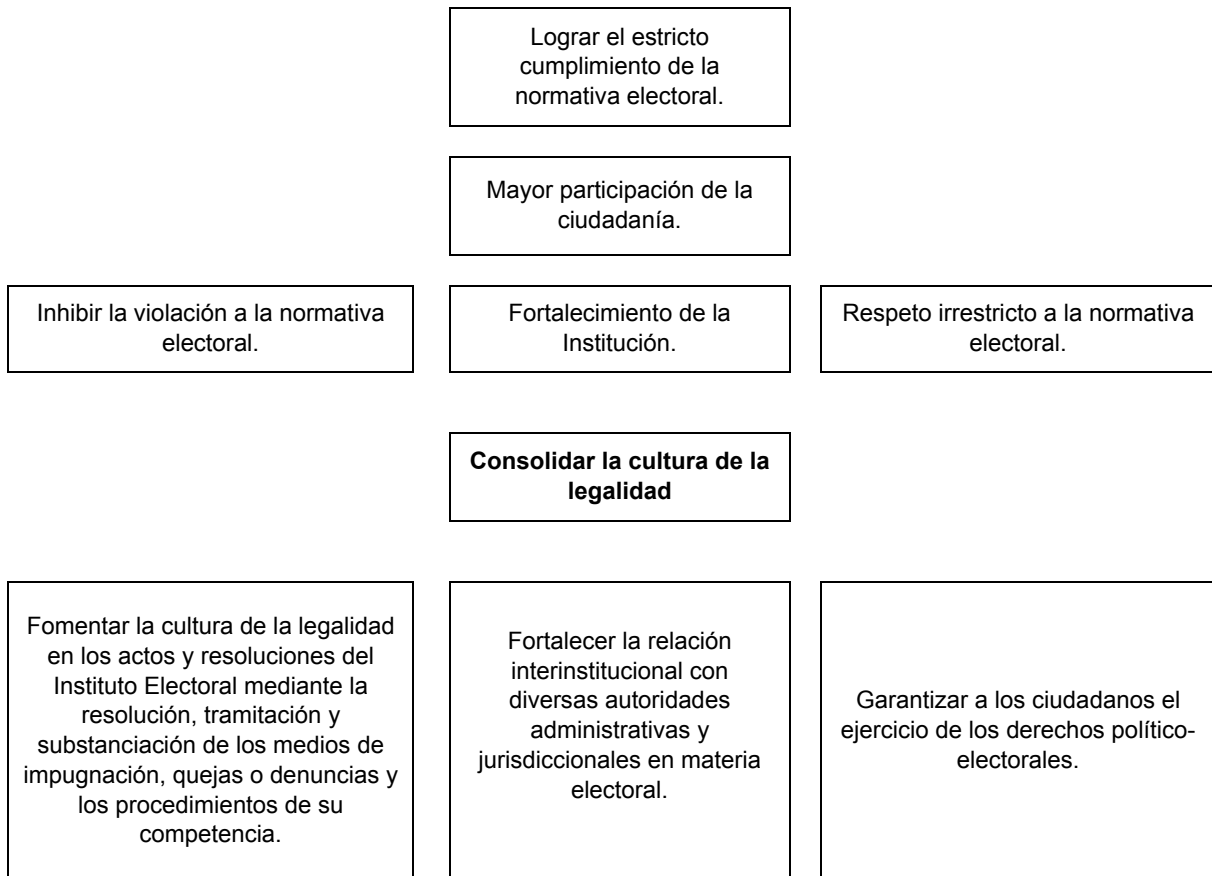 Lograr el estricto
cumplimiento de la
normativa electoral.
Mayor participación de la
ciudadanía.
Inhibir la violación a la normativa
electoral.
Fortalecimiento de la
Institución.
Respeto irrestricto a la normativa
electoral.
Consolidar la cultura de la
legalidad
Fomentar la cultura de la legalidad
en los actos y resoluciones del
Instituto Electoral mediante la
resolución, tramitación y
substanciación de los medios de
impugnación, quejas o denuncias y
los procedimientos de su
competencia.
Fortalecer la relación
interinstitucional con
diversas autoridades
administrativas y
jurisdiccionales en materia
electoral.
Garantizar a los ciudadanos el
ejercicio de los derechos político-
electorales.